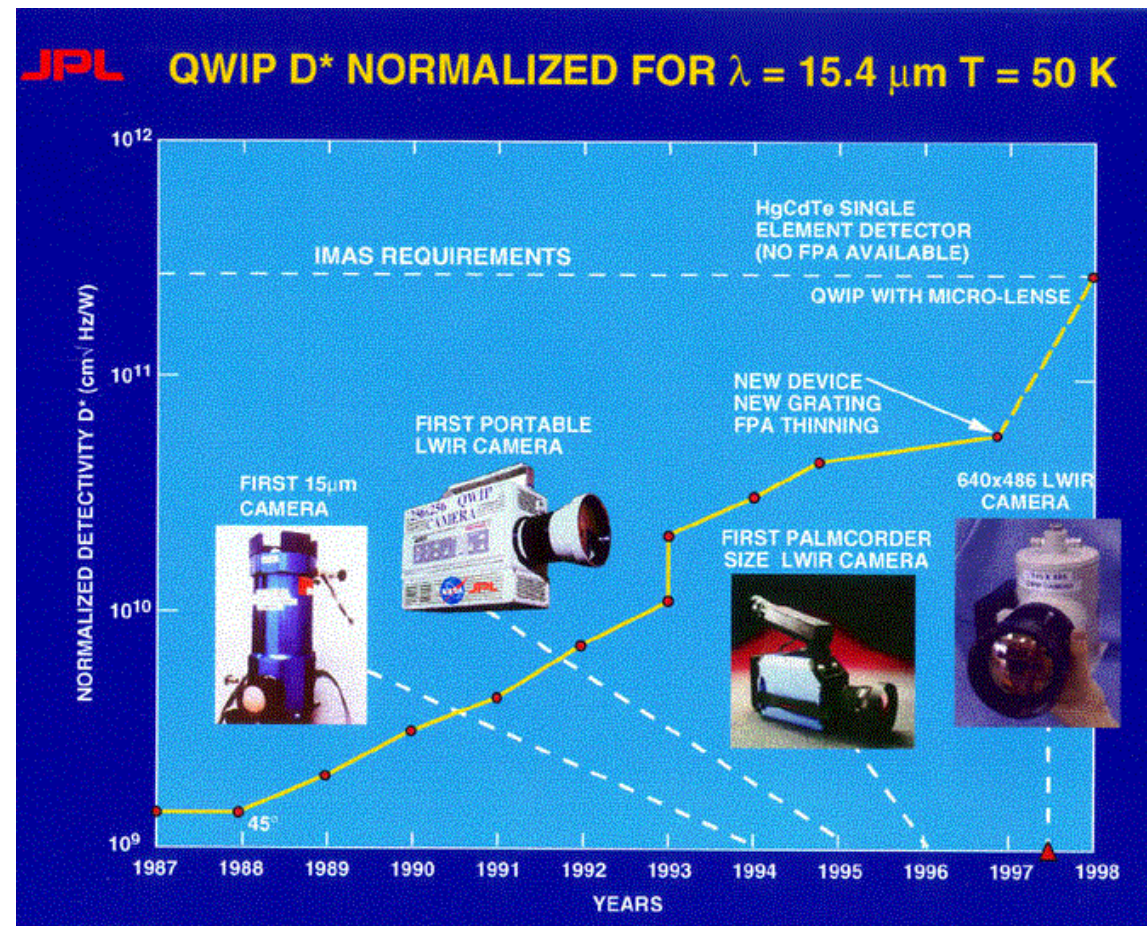 JPL QWIP D* NORMALIZED FOR λ = 15.4 μm T = 50 K
10¹²
10¹¹
10¹⁰
10⁹
NORMALIZED DETECTIVITY D* (cm√ Hz/W)
IMAS REQUIREMENTS
HgCdTe SINGLE
ELEMENT DETECTOR
(NO FPA AVAILABLE)
QWIP WITH MICRO-LENSE
NEW DEVICE
NEW GRATING
FPA THINNING
FIRST PORTABLE
LWIR CAMERA
256x256 QWIP
CAMERA
NASA JPL
FIRST 15μm
CAMERA
FIRST PALMCORDER
SIZE LWIR CAMERA
640x486 LWIR
CAMERA
45°
1987 1988 1989 1990 1991 1992 1993 1994 1995 1996 1997 1998
YEARS